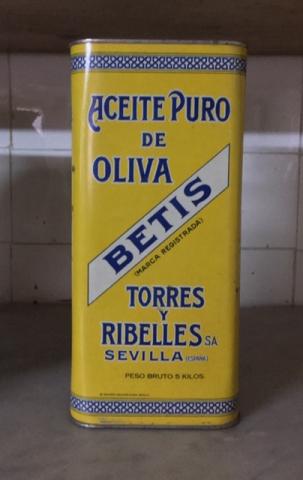 ACEITE PURO
DE
OLIVA
BETIS
(MARCA REGISTRADA)
TORRES
Y
RIBELLES SA
SEVILLA (ESPAÑA)
PESO BRUTO 5 KILOS